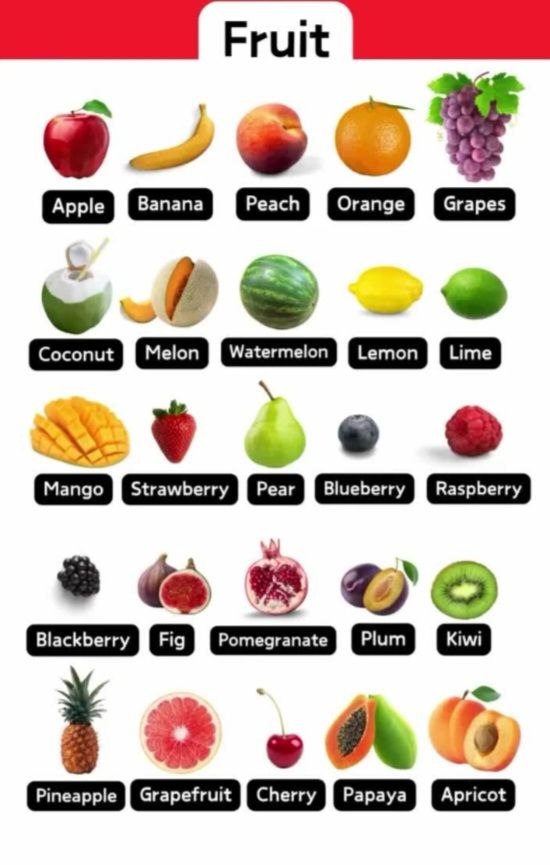 Fruit
Apple Banana Peach Orange Grapes
Coconut Melon Watermelon Lemon Lime
Mango Strawberry Pear Blueberry Raspberry
Blackberry Fig Pomegranate Plum Kiwi
Pineapple Grapefruit Cherry Papaya Apricot